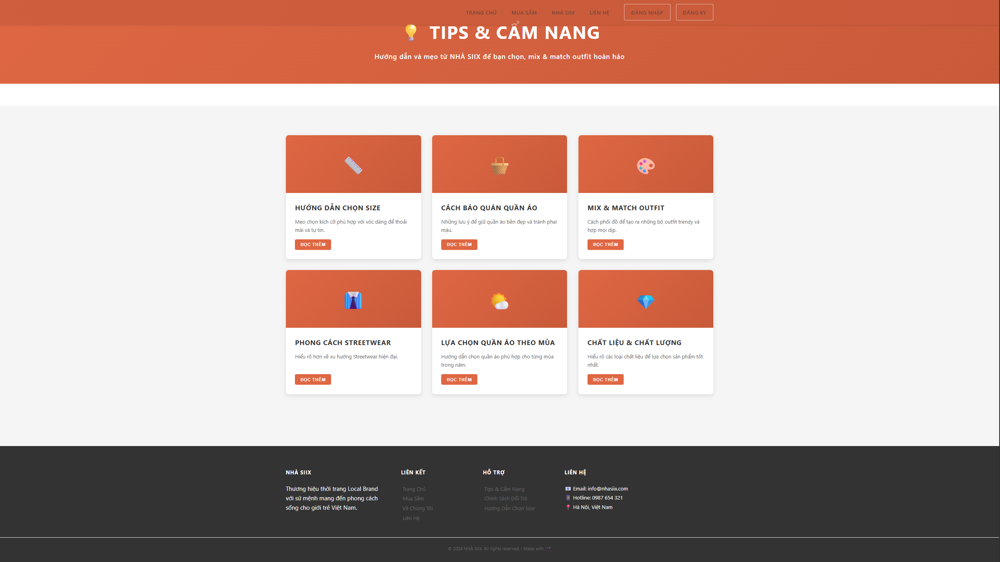 TRANG CHỦ
MUA SẮM
NHÀ SIIX
LIÊN HỆ
ĐĂNG NHẬP
ĐĂNG KÝ
TIPS & CẨM NANG
Hướng dẫn và mẹo từ NHÀ SIIX để bạn chọn, mix & match outfit hoàn hảo
HƯỚNG DẪN CHỌN SIZE
Mẹo chọn kích cỡ phù hợp với vóc dáng để thoải
mái và tự tin.
ĐỌC THÊM
CÁCH BẢO QUẢN QUẦN ÁO
Những lưu ý để giữ quần áo bền đẹp và tránh phai
màu.
ĐỌC THÊM
MIX & MATCH OUTFIT
Cách phối đồ để tạo ra những bộ outfit trendy và
hợp mọi dịp.
ĐỌC THÊM
PHONG CÁCH STREETWEAR
Hiểu rõ hơn về xu hướng Streetwear hiện đại.
ĐỌC THÊM
LỰA CHỌN QUẦN ÁO THEO MÙA
Hướng dẫn chọn quần áo phù hợp cho từng mùa
trong năm.
ĐỌC THÊM
CHẤT LIỆU & CHẤT LƯỢNG
Hiểu rõ các loại chất liệu để lựa chọn sản phẩm tốt
nhất.
ĐỌC THÊM
NHÀ SIIX
Thương hiệu thời trang Local Brand
với sứ mệnh mang đến phong cách
sống cho giới trẻ Việt Nam.
LIÊN KẾT
Trang Chủ
Mua Sắm
Về Chúng Tôi
Liên Hệ
HỖ TRỢ
Tips & Cẩm Nang
Chính Sách Đổi Trả
Hướng Dẫn Chọn Size
LIÊN HỆ
Email: info@nhasiix.com
Hotline: 0987 654 321
Hà Nội, Việt Nam
© 2024 NHÀ SIIX. All rights reserved. | Made with